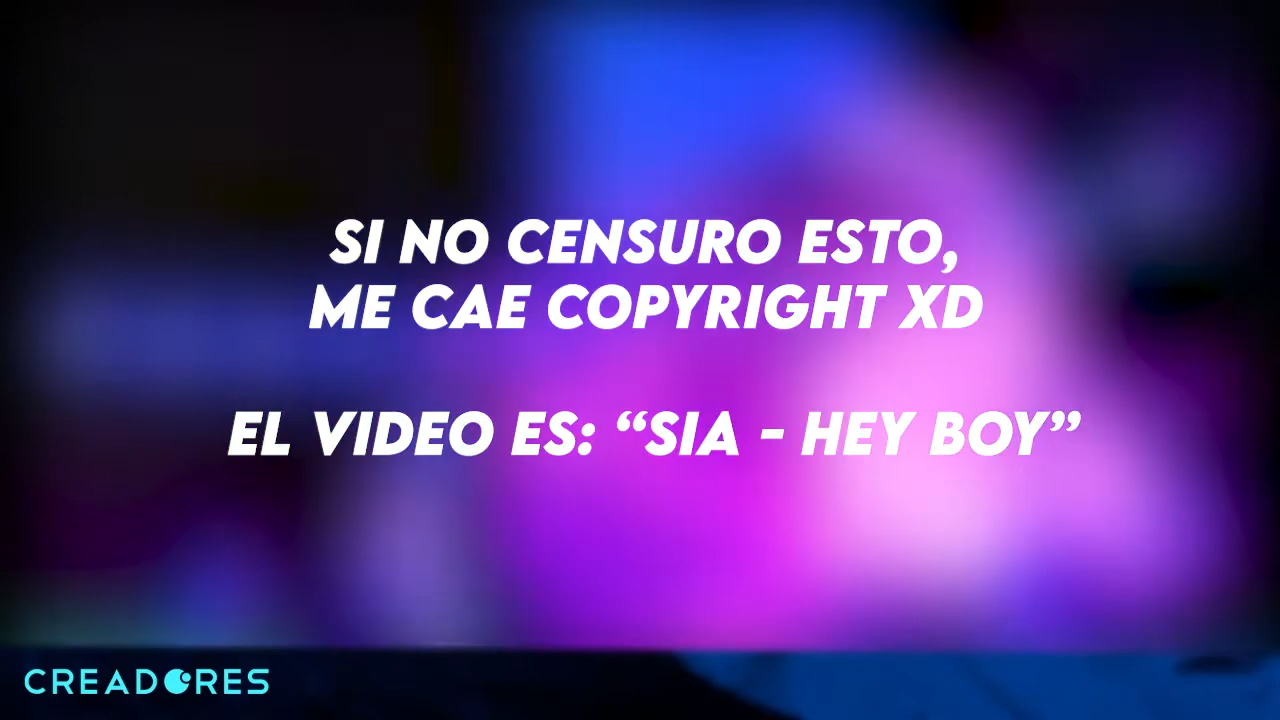 SI NO CENSURO ESTO,
ME CAE COPYRIGHT XD
EL VIDEO ES: “SIA - HEY BOY”
CREADORES